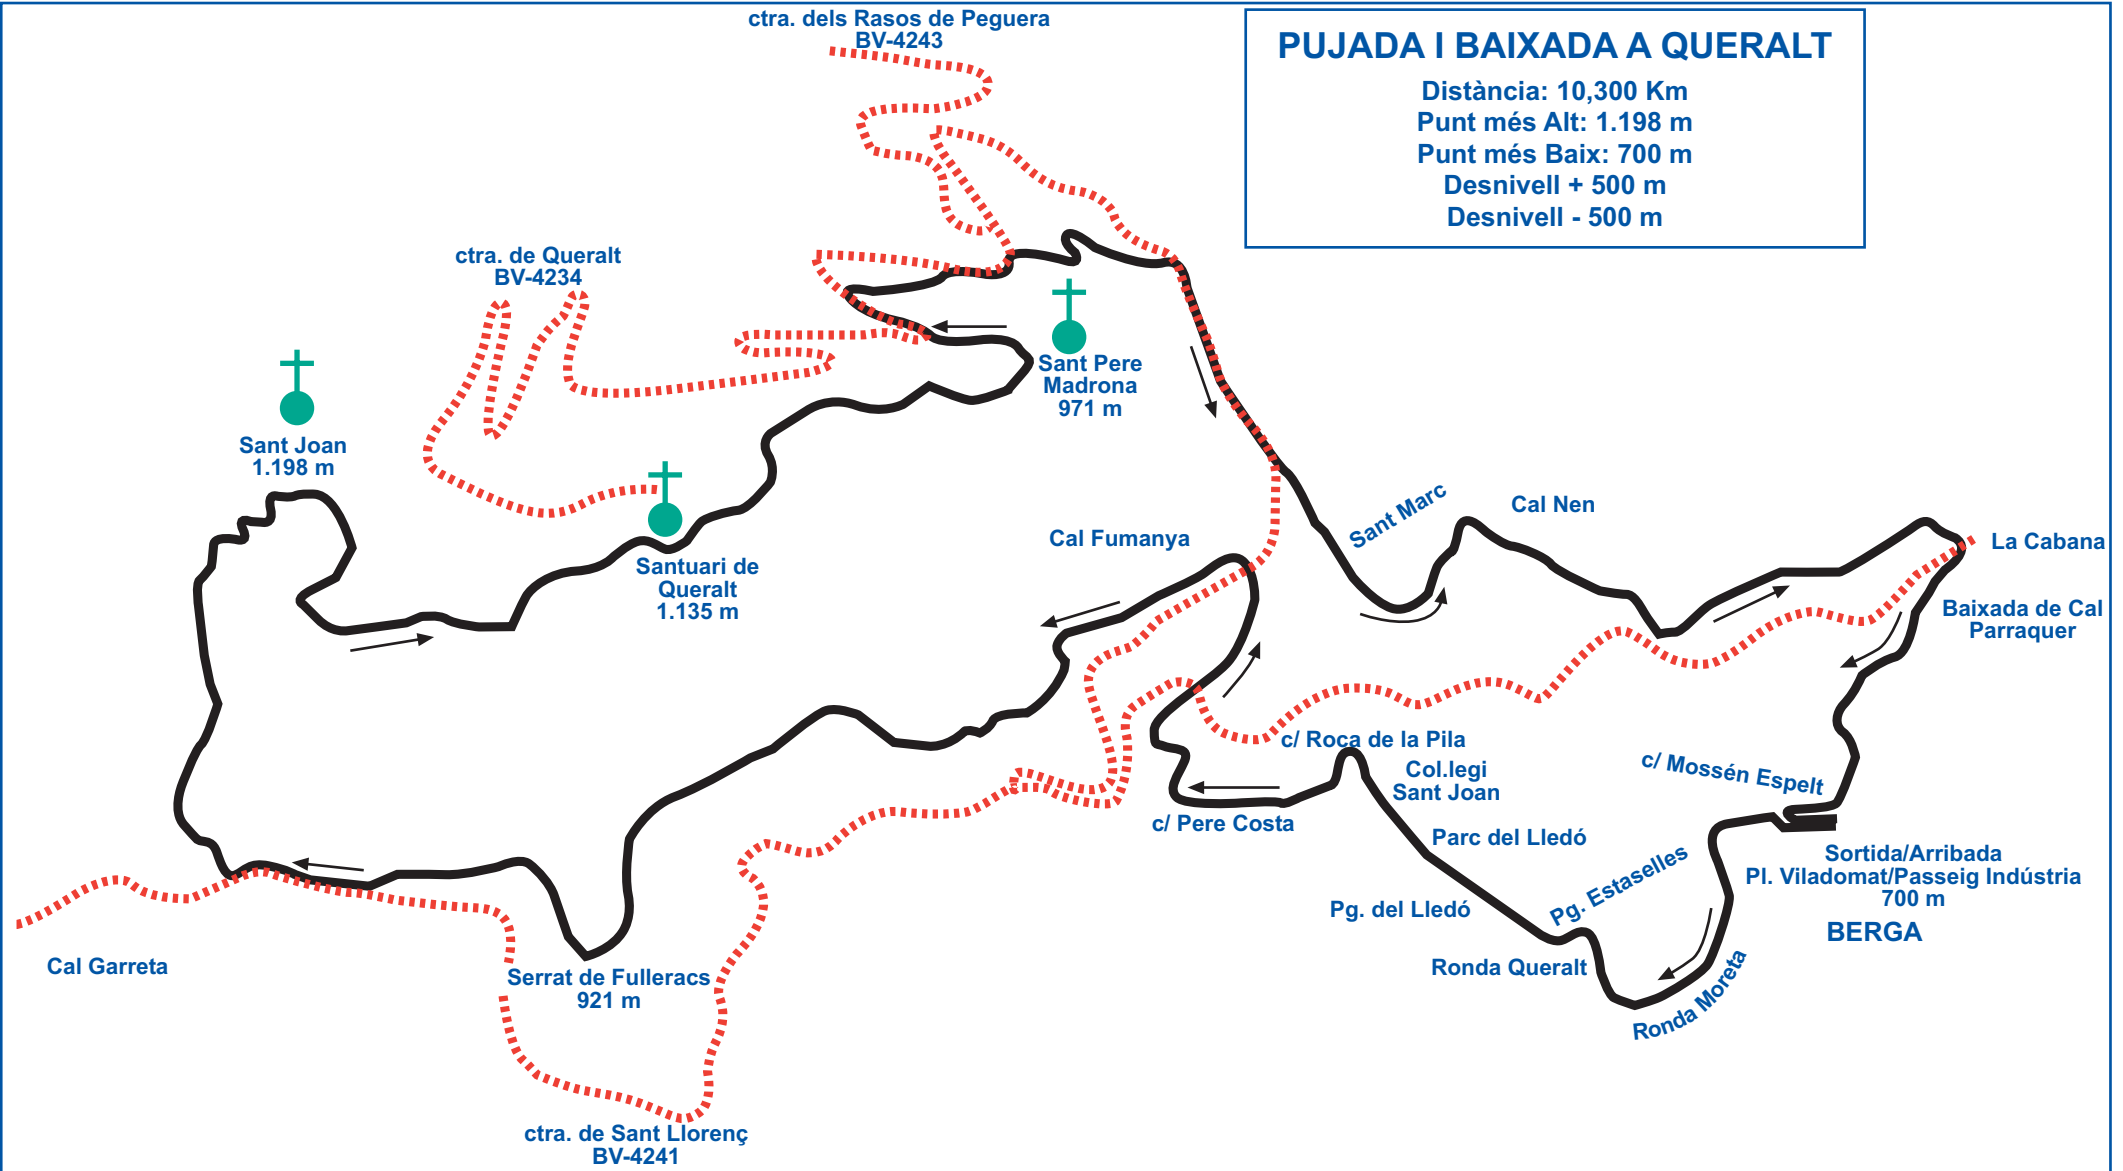 ctra. dels Rasos de Peguera
BV-4243
PUJADA I BAIXADA A QUERALT
Distància: 10,300 Km
Punt més Alt: 1.198 m
Punt més Baix: 700 m
Desnivell + 500 m
Desnivell - 500 m
ctra. de Queralt
BV-4234
Sant Pere
Madrona
971 m
Sant Joan
1.198 m
Santuari de
Queralt
1.135 m
Cal Fumanya
Sant Marc
Cal Nen
La Cabana
Baixada de Cal
Parraquer
c/ Roca de la Pila
Col.legi
Sant Joan
c/ Mossén Espelt
c/ Pere Costa
Parc del Lledó
Sortida/Arribada
Pl. Viladomat/Passeig Indústria
700 m
BERGA
Pg. Estaselles
Pg. del Lledó
Ronda Queralt
Ronda Moreta
Cal Garreta
Serrat de Fulleracs
921 m
ctra. de Sant Llorenç
BV-4241